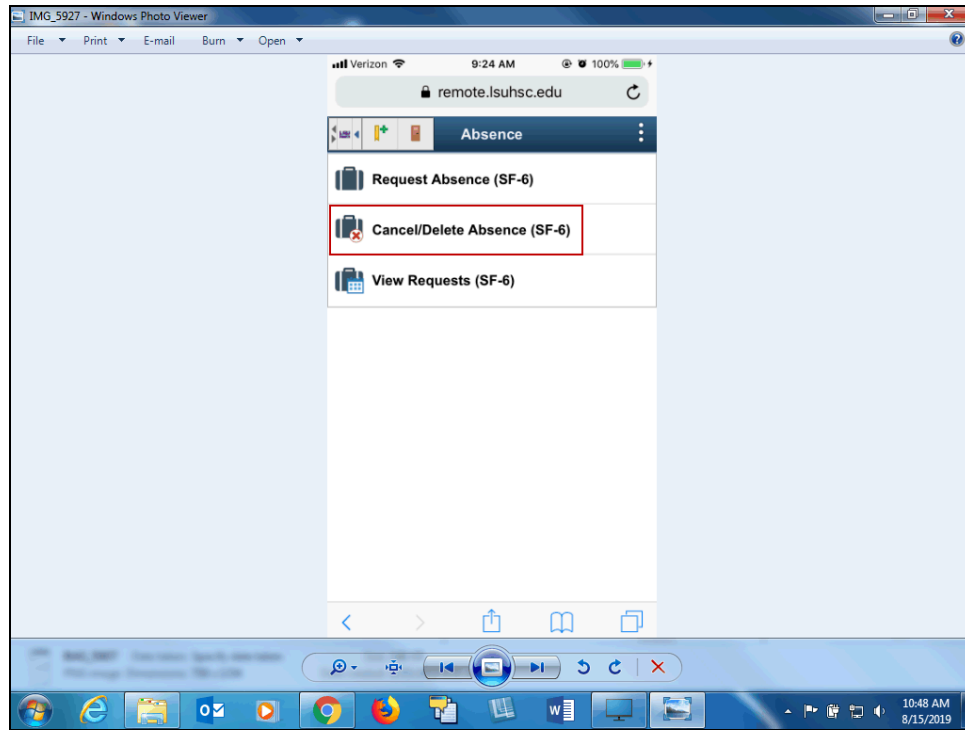 IMG_5927 - Windows Photo Viewer
File Print E-mail Burn Open
Verizon 9:24 AM 100%
remote.lsuhsc.edu
Absence
Request Absence (SF-6)
Cancel/Delete Absence (SF-6)
View Requests (SF-6)
10:48 AM
8/15/2019